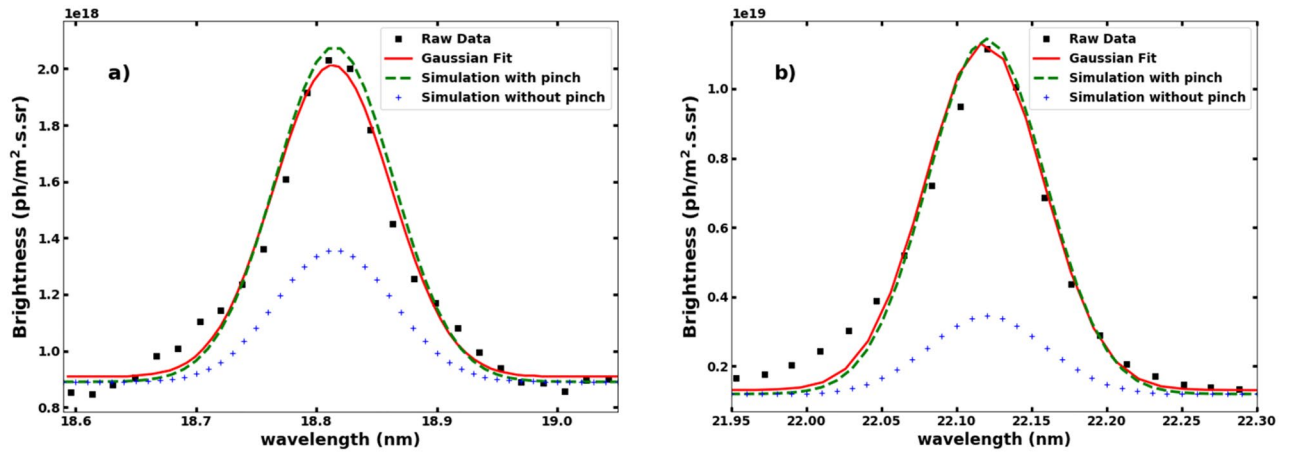 1e18
a)
Raw Data
Gaussian Fit
Simulation with pinch
Simulation without pinch
Brightness (ph/m².s.sr)
2.0
1.8
1.6
1.4
1.2
1.0
0.8
18.6 18.7 18.8 18.9 19.0
wavelength (nm)
1e19
b)
Raw Data
Gaussian Fit
Simulation with pinch
Simulation without pinch
Brightness (ph/m².s.sr)
1.0
0.8
0.6
0.4
0.2
21.95 22.00 22.05 22.10 22.15 22.20 22.25 22.30
wavelength (nm)